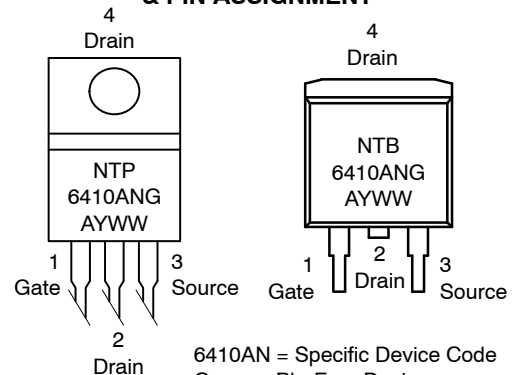 & PIN ASSIGNMENT
4
Drain
NTP
6410ANG
AYWW
1
Gate
3
Source
2
Drain
4
Drain
NTB
6410ANG
AYWW
1
Gate
2
Drain
3
Source
6410AN = Specific Device Code